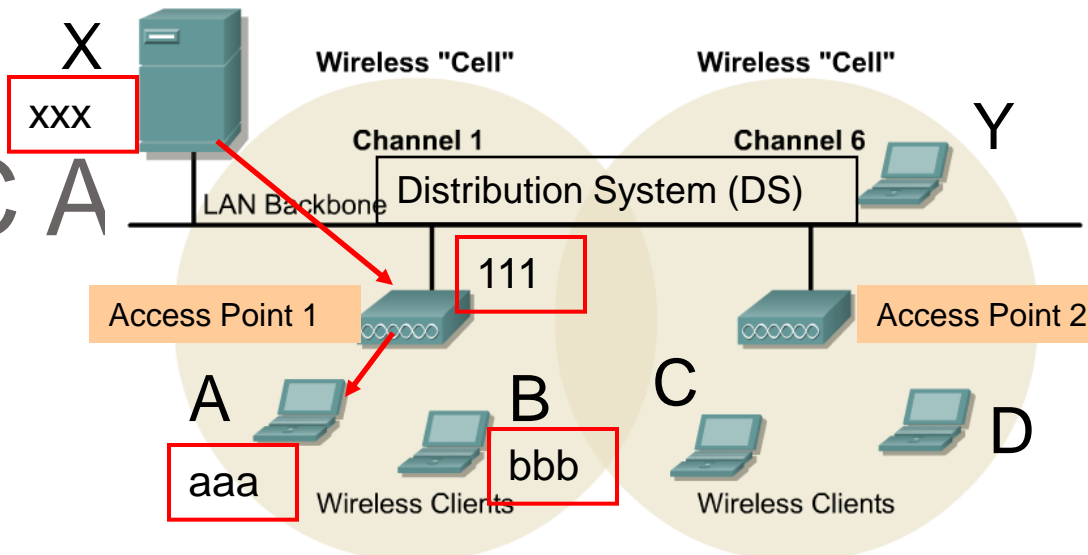 X
Wireless "Cell"
Wireless "Cell"
xxx
Y
Channel 1
Channel 6
C A
Distribution System (DS)
LAN Backbone
111
Access Point 1
Access Point 2
A
B
C
D
aaa
bbb
Wireless Clients
Wireless Clients